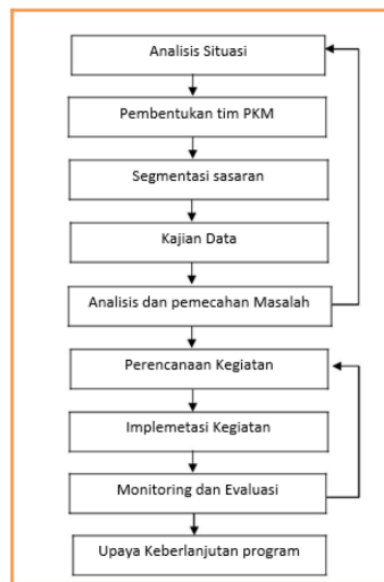 Analisis Situasi
Pembentukan tim PKM
Segmentasi sasaran
Kajian Data
Analisis dan pemecahan Masalah
Perencanaan Kegiatan
Implemetasi Kegiatan
Monitoring dan Evaluasi
Upaya Keberlanjutan program